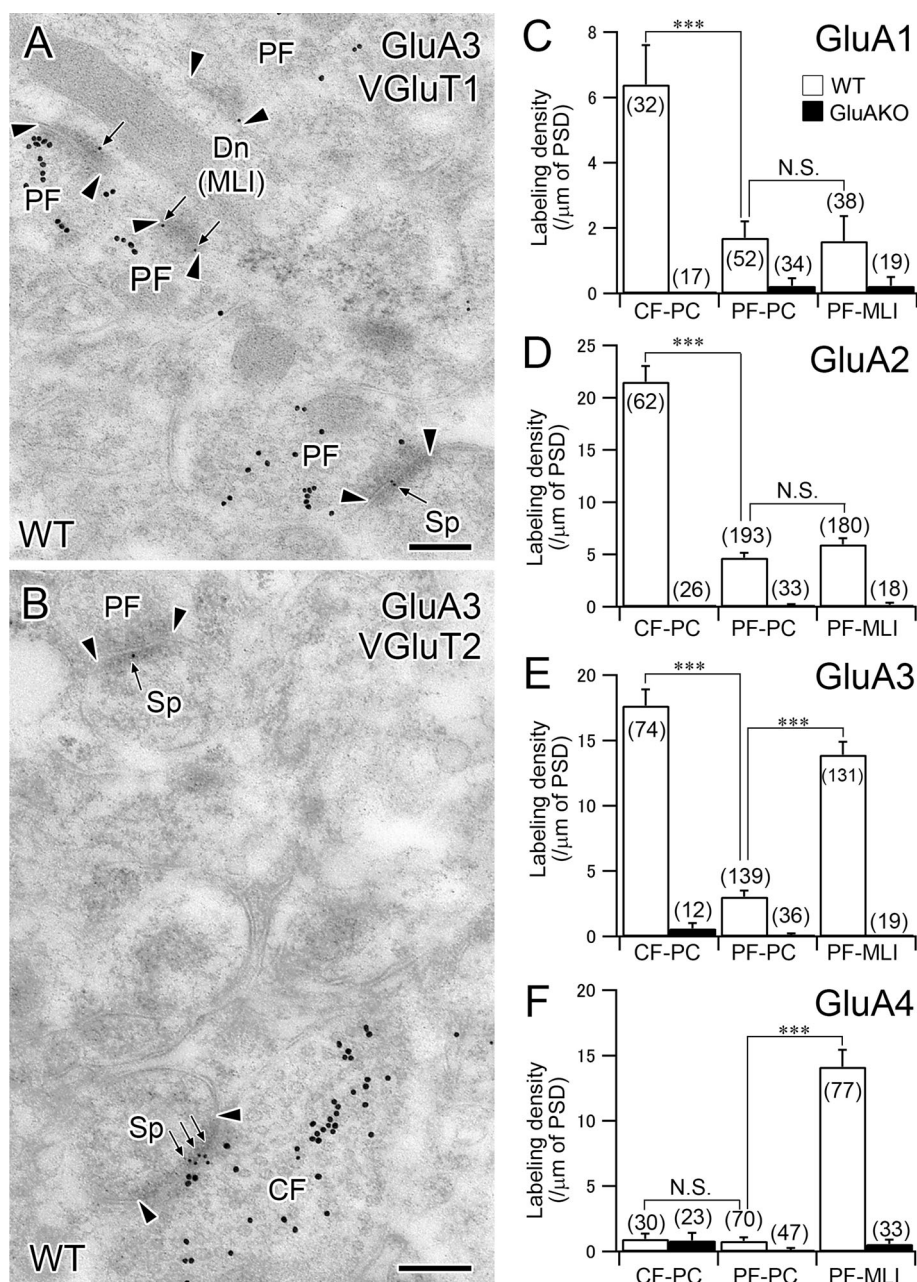 A
GluA3
VGluT1
PF
Dn
(MLI)
PF
PF
PF
Sp
WT
B
GluA3
VGluT2
PF
Sp
Sp
CF
WT
C
GluA1
Labeling density
(/μm of PSD)
8
6
4
2
0
***
N.S.
WT
GluAKO
(32)
(17)
(52)
(34)
(38)
(19)
CF-PC
PF-PC
PF-MLI
D
GluA2
Labeling density
(/μm of PSD)
25
20
15
10
5
0
***
N.S.
(62)
(26)
(193)
(33)
(180)
(18)
CF-PC
PF-PC
PF-MLI
E
GluA3
Labeling density
(/μm of PSD)
20
15
10
5
0
***
***
(74)
(12)
(139)
(36)
(131)
(19)
CF-PC
PF-PC
PF-MLI
F
GluA4
Labeling density
(/μm of PSD)
20
15
10
5
0
N.S.
***
(30)
(23)
(70)
(47)
(77)
(33)
CF-PC
PF-PC
PF-MLI